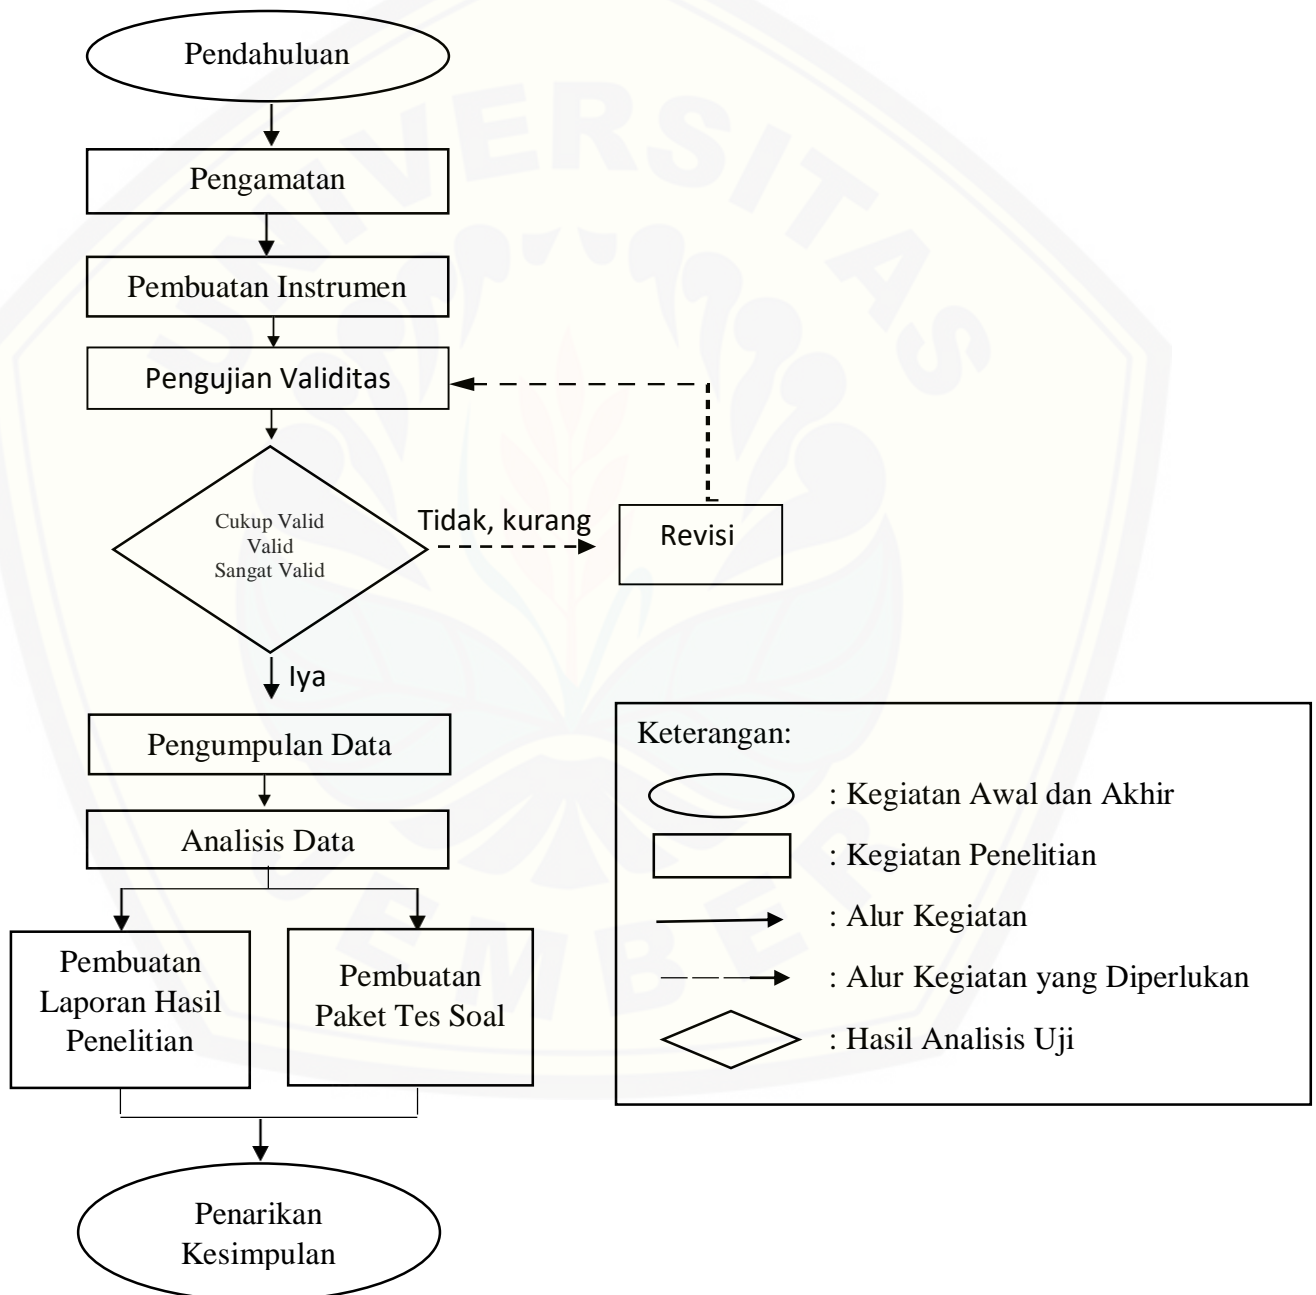 Pendahuluan
Pengamatan
Pembuatan Instrumen
Pengujian Validitas
Cukup Valid
Valid
Sangat Valid
Tidak, kurang
Revisi
Iya
Pengumpulan Data
Analisis Data
Pembuatan
Laporan Hasil
Penelitian
Pembuatan
Paket Tes Soal
Penarikan
Kesimpulan
Keterangan:
: Kegiatan Awal dan Akhir
: Kegiatan Penelitian
: Alur Kegiatan
: Alur Kegiatan yang Diperlukan
: Hasil Analisis Uji
UNIVERSITAS
JEMBER